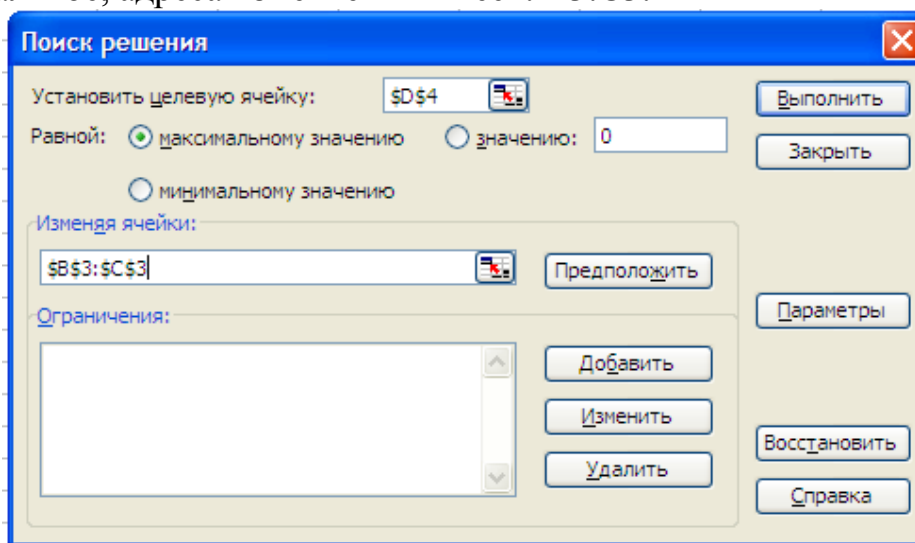 Поиск решения
Установить целевую ячейку: $D$4
Выполнить
Равной: максимальному значению значению: 0
Закрыть
минимальному значению
Изменяя ячейки:
$B$3:$C$3
Предположить
Ограничения:
Параметры
Добавить
Изменить
Восстановить
Удалить
Справка